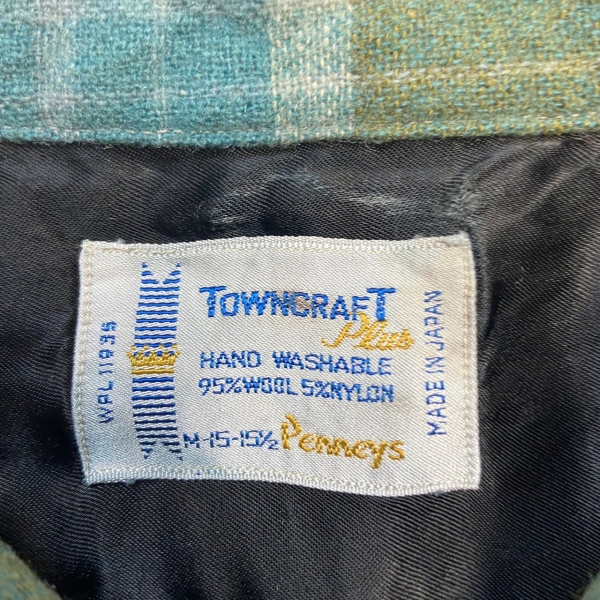 TOWNCRAFT
Plus
HAND WASHABLE
95% WOOL 5% NYLON
M-15-15½ Penneys
WPL 11935
MADE IN JAPAN